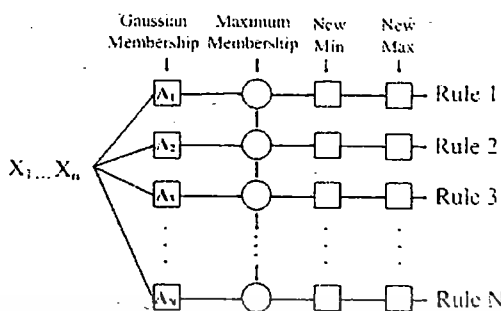 Gaussian Membership
Maximum Membership
New Min
New Max
A₁
Rule 1
A₂
Rule 2
X₁...Xₙ
A₃
Rule 3
A_N
Rule N